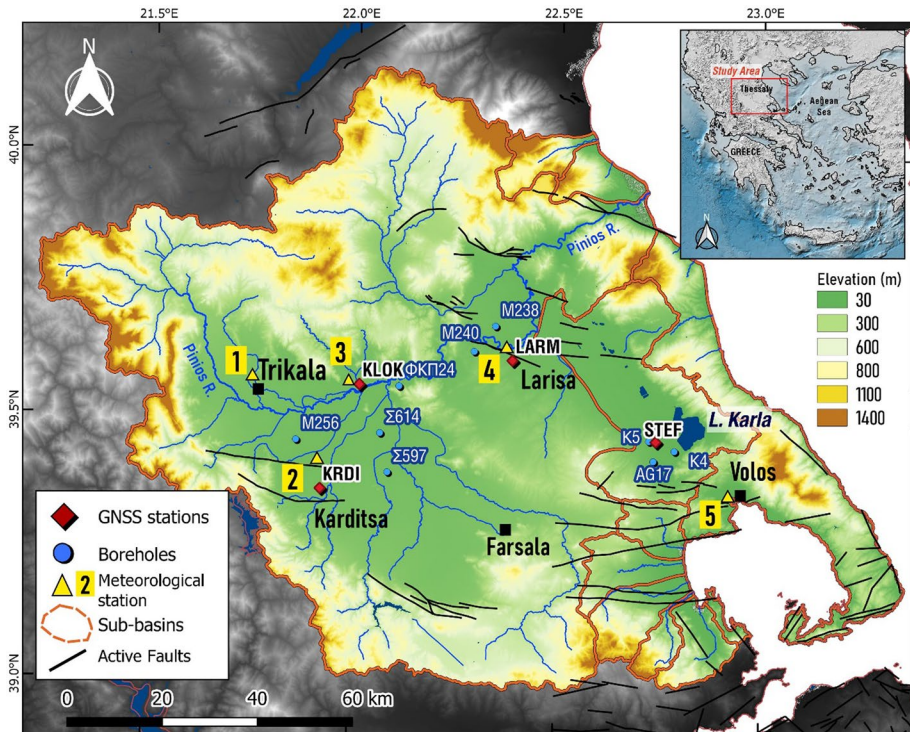 21.5°E
22.0°E
22.5°E
23.0°E
N
40.0°N
39.5°N
39.0°N
Study Area
Thessaly
Aegean
Sea
GREECE
N
Pinios R.
Elevation (m)
30
300
600
800
1100
1400
M238
M240
LARM
4
Larisa
1
Trikala
3
KLOK
ΦΚΠ24
Pinios R.
M256
Σ614
Σ597
2
KRDI
Karditsa
L. Karla
STEF
K5
K4
AG17
Volos
5
Farsala
GNSS stations
Boreholes
2
Meteorological
station
Sub-basins
Active Faults
0
20
40
60 km